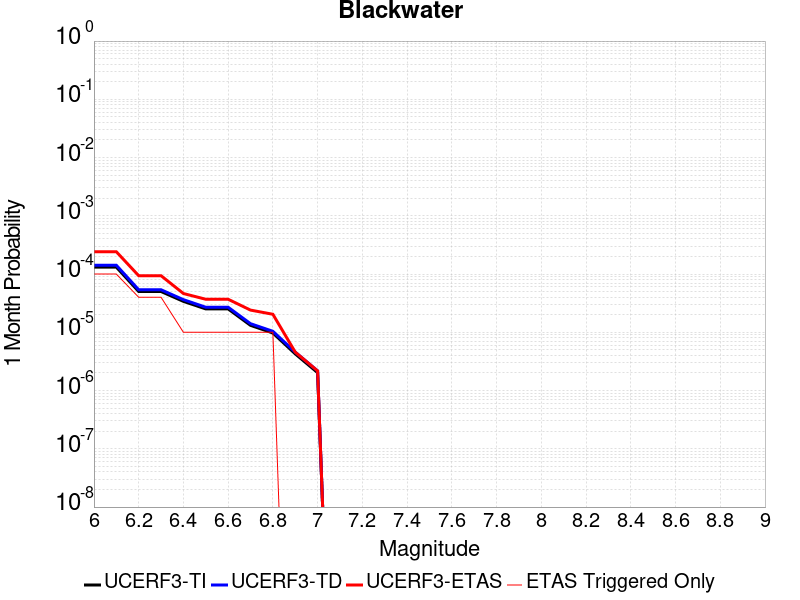 Blackwater
10 0
10 -1
10 -2
10 -3
10 -4
10 -5
10 -6
10 -7
10 -8
1 Month Probability
6 6.2 6.4 6.6 6.8 7 7.2 7.4 7.6 7.8 8 8.2 8.4 8.6 8.8 9
Magnitude
UCERF3-TI UCERF3-TD UCERF3-ETAS ETAS Triggered Only